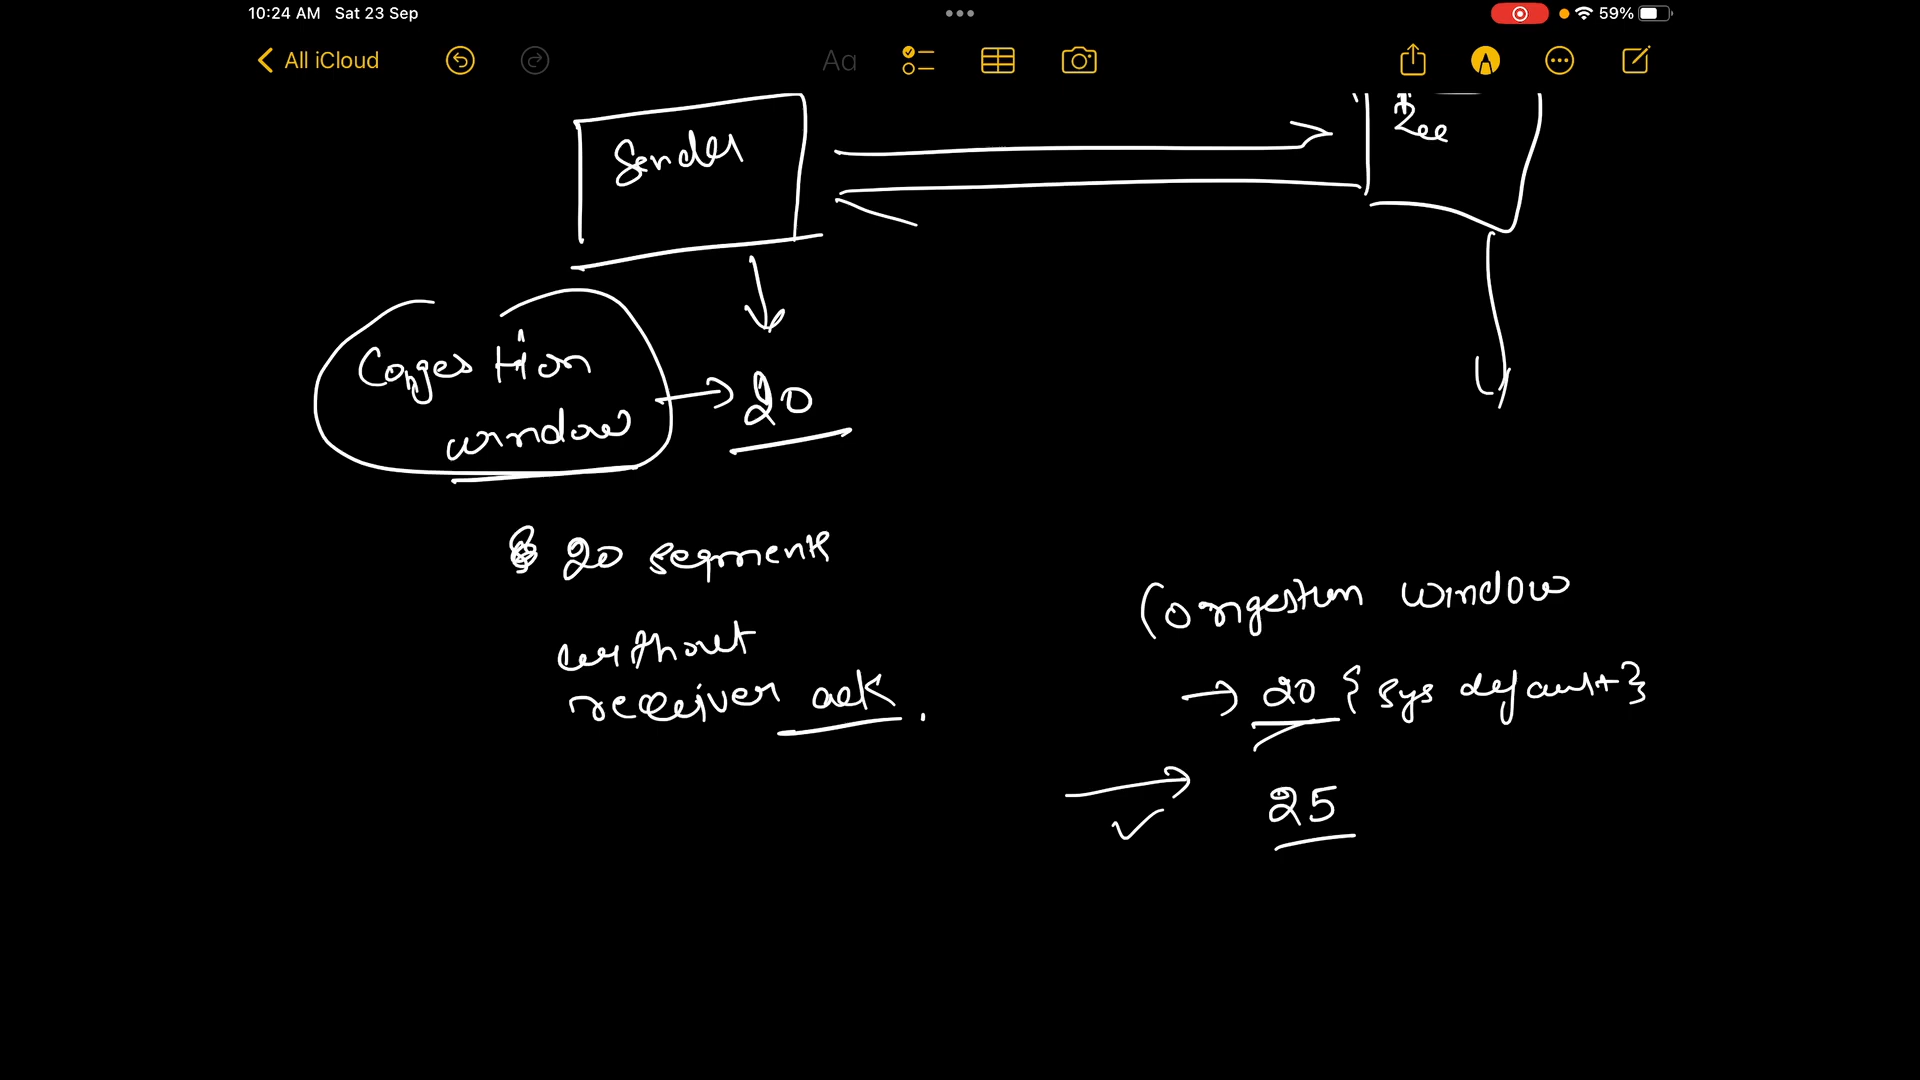 10:24 AM Sat 23 Sep
59%
All iCloud
Aa
Sender
Rec
Congestion
window
20
20 segments
without
receiver ack.
Congestion window
→ 20 {sys default}
→ ✓ 25